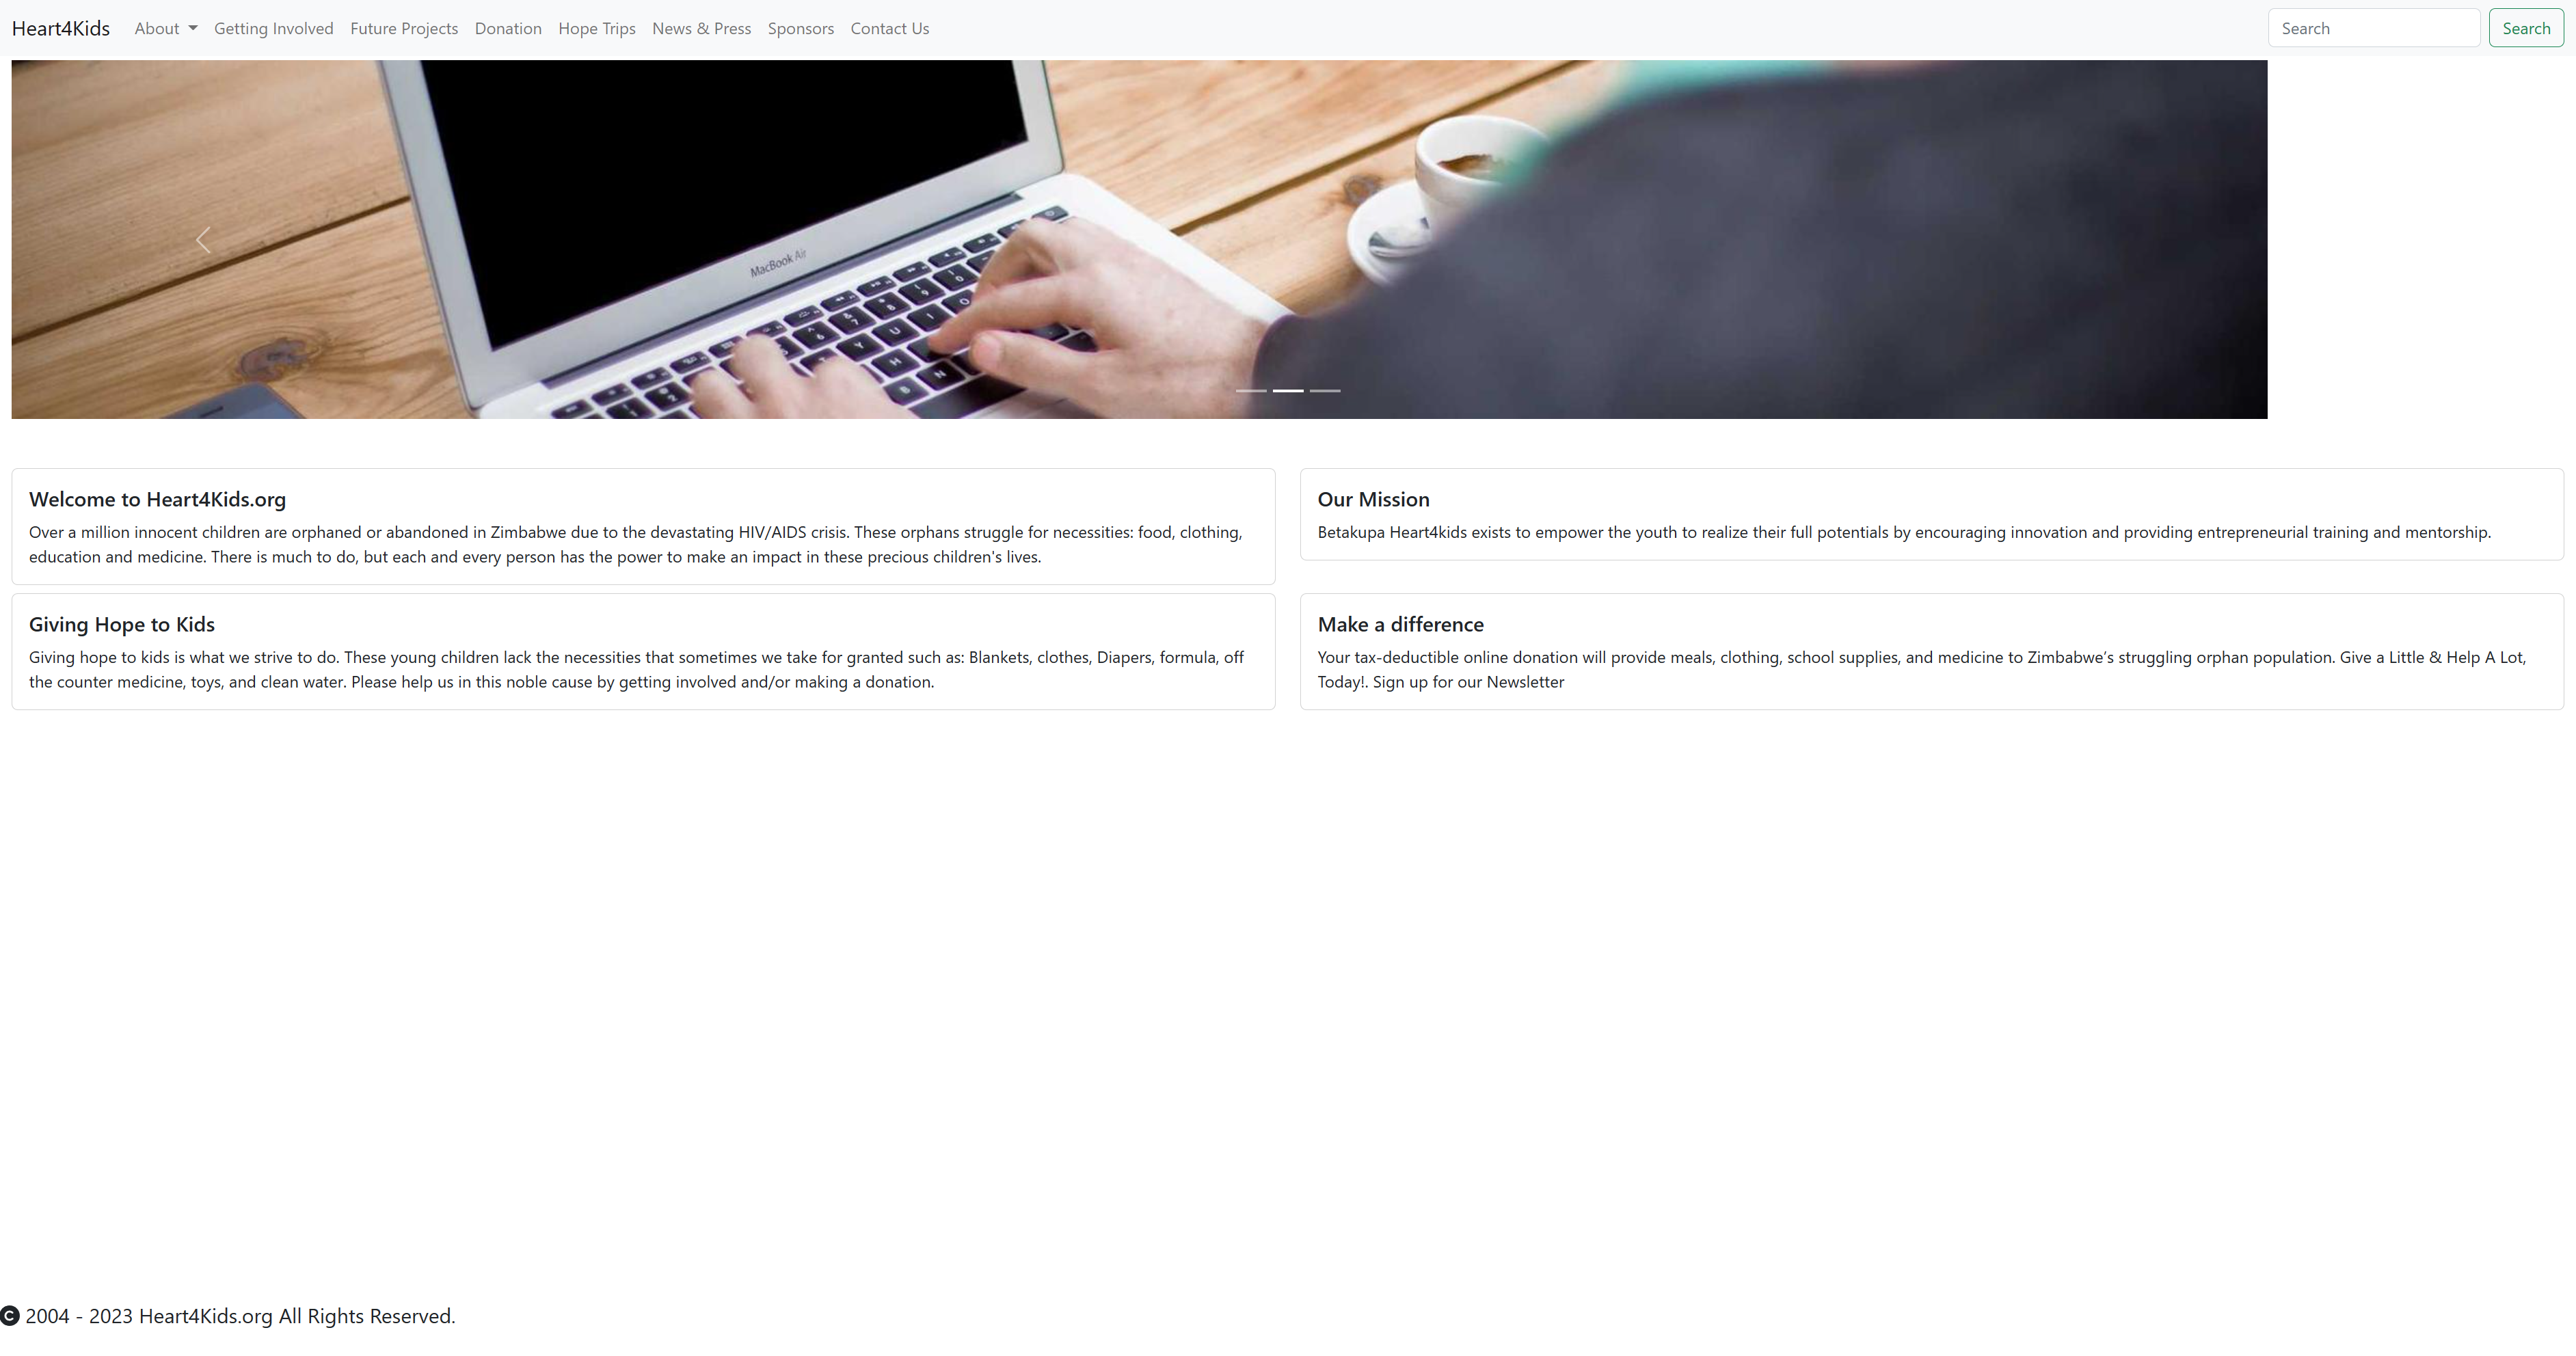 Heart4Kids About Getting Involved Future Projects Donation Hope Trips News & Press Sponsors Contact Us Search Search
MacBook Air
Welcome to Heart4Kids.org
Over a million innocent children are orphaned or abandoned in Zimbabwe due to the devastating HIV/AIDS crisis. These orphans struggle for necessities: food, clothing,
education and medicine. There is much to do, but each and every person has the power to make an impact in these precious children's lives.
Our Mission
Betakupa Heart4kids exists to empower the youth to realize their full potentials by encouraging innovation and providing entrepreneurial training and mentorship.
Giving Hope to Kids
Giving hope to kids is what we strive to do. These young children lack the necessities that sometimes we take for granted such as: Blankets, clothes, Diapers, formula, off
the counter medicine, toys, and clean water. Please help us in this noble cause by getting involved and/or making a donation.
Make a difference
Your tax-deductible online donation will provide meals, clothing, school supplies, and medicine to Zimbabwe’s struggling orphan population. Give a Little & Help A Lot,
Today!. Sign up for our Newsletter
© 2004 - 2023 Heart4Kids.org All Rights Reserved.